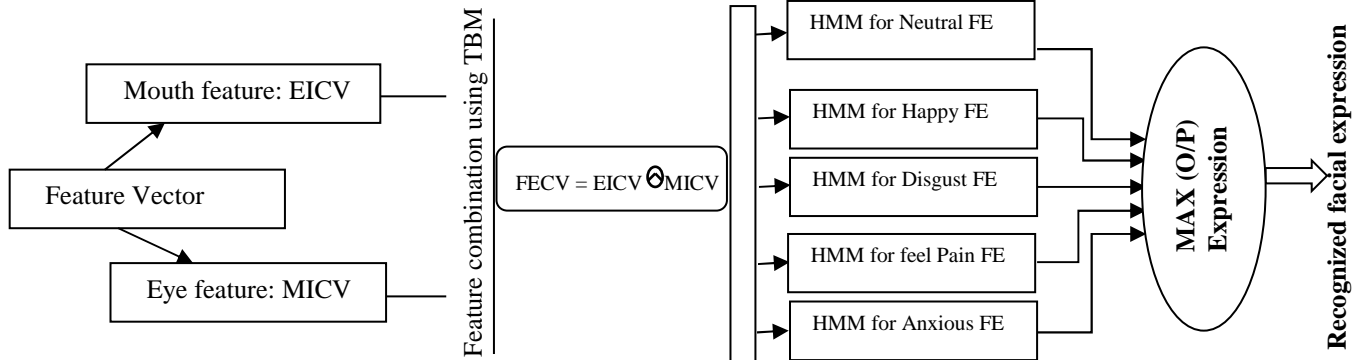 Mouth feature: EICV
Feature Vector
Eye feature: MICV
Feature combination using TBM
FECV = EICV ⨀ MICV
HMM for Neutral FE
HMM for Happy FE
HMM for Disgust FE
HMM for feel Pain FE
HMM for Anxious FE
MAX (O/P)
Expression
Recognized facial expression